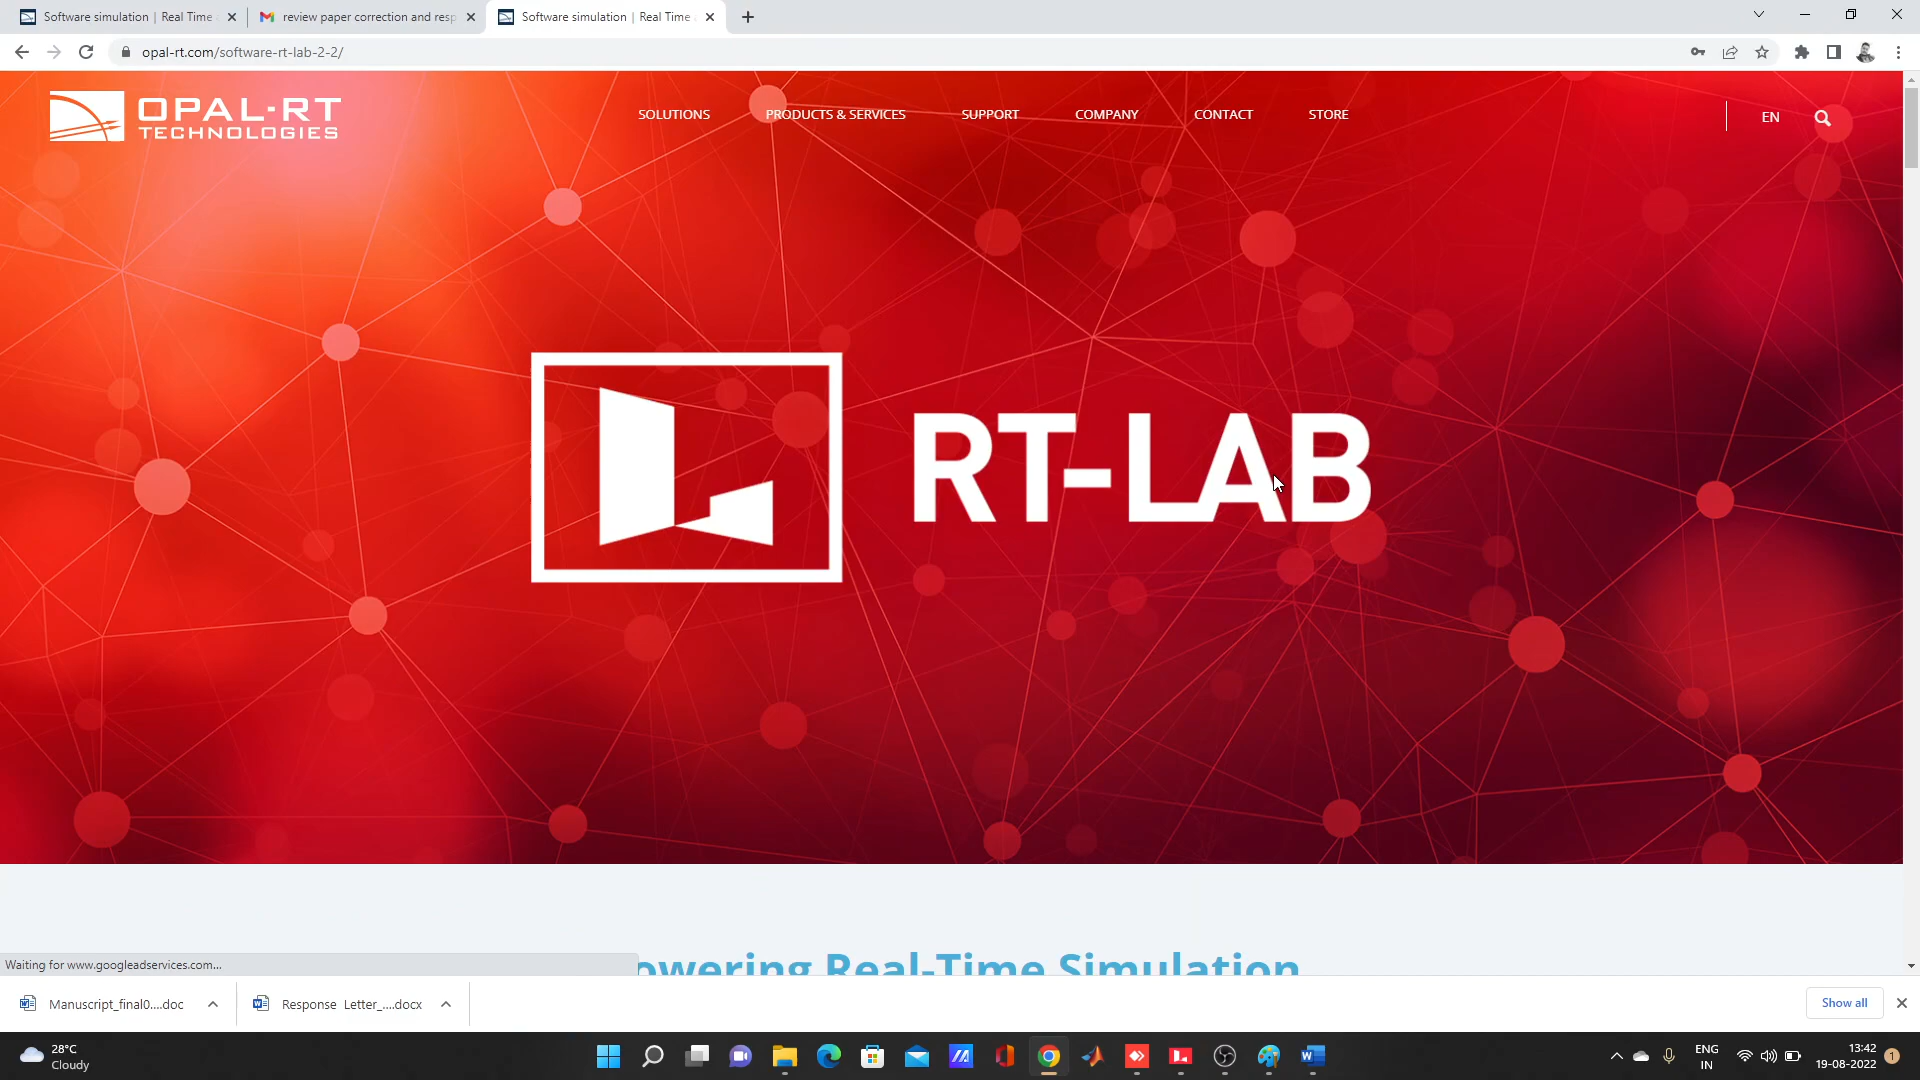 Software simulation | Real Time
review paper correction and resp
Software simulation | Real Time
opal-rt.com/software-rt-lab-2-2/
OPAL-RT
TECHNOLOGIES
SOLUTIONS
PRODUCTS & SERVICES
SUPPORT
COMPANY
CONTACT
STORE
EN
RT-LAB
owering Real-Time Simulation
Waiting for www.googleadservices.com...
Manuscript_final0....doc
Response Letter_....docx
Show all
28°C
Cloudy
ENG
IN
13:42
19-08-2022
1